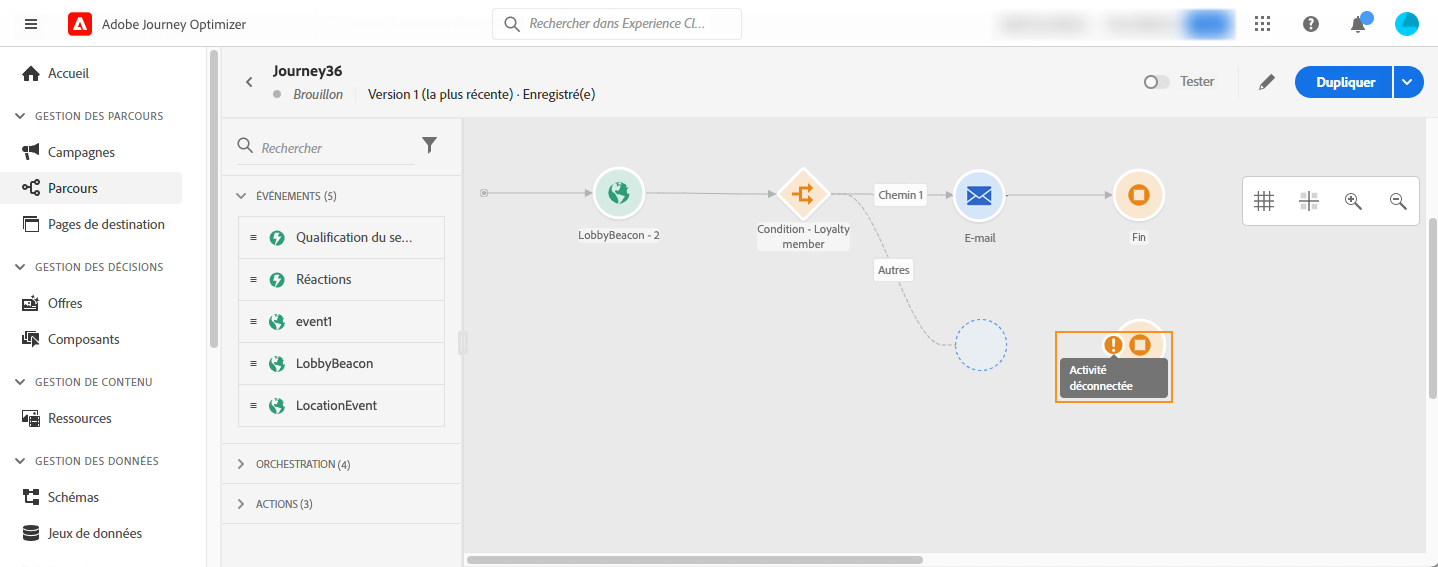 Adobe Journey Optimizer
Rechercher dans Experience Cl...
Accueil
GESTION DES PARCOURS
Campagnes
Parcours
Pages de destination
GESTION DES DÉCISIONS
Offres
Composants
GESTION DE CONTENU
Ressources
GESTION DES DONNÉES
Schémas
Jeux de données
Journey36
Brouillon
Version 1 (la plus récente) · Enregistré(e)
Tester
Dupliquer
Rechercher
ÉVÉNEMENTS (5)
Qualification du se...
Réactions
event1
LobbyBeacon
LocationEvent
ORCHESTRATION (4)
ACTIONS (3)
LobbyBeacon - 2
Condition - Loyalty
member
Chemin 1
E-mail
Fin
Autres
Activité
déconnectée